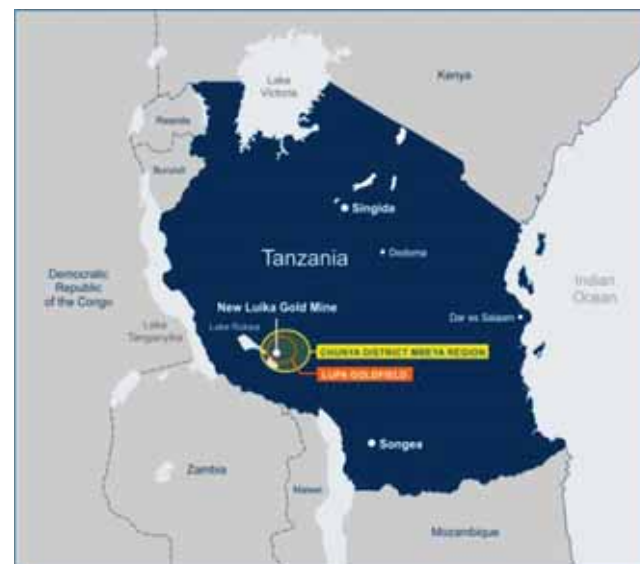 Lake
Victoria
Kenya
Rwanda
Burundi
Singida
Tanzania
Dodoma
Democratic
Republic
of the Congo
Indian
Ocean
New Luika Gold Mine
Dar es Salaam
Lake
Tanganyika
Lake Rukwa
CHUNYA DISTRICT MBEYA REGION
LUPA GOLDFIELD
Songea
Zambia
Malawi
Mozambique